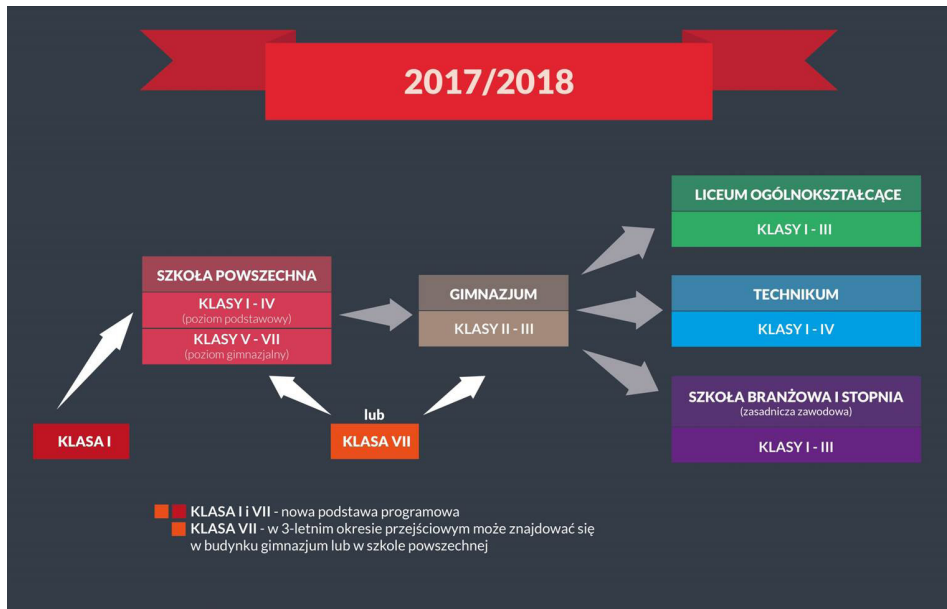 2017/2018
LICEUM OGÓLNOKSZTAŁCĄCE
KLASY I - III
SZKOŁA POWSZECHNA
KLASY I - IV
(poziom podstawowy)
KLASY V - VII
(poziom gimnazjalny)
GIMNAZJUM
KLASY II - III
TECHNIKUM
KLASY I - IV
SZKOŁA BRANŻOWA I STOPNIA
(zasadnicza zawodowa)
KLASY I - III
KLASA I
lub
KLASA VII
KLASA I i VII - nowa podstawa programowa
KLASA VII - w 3-letnim okresie przejściowym może znajdować się
w budynku gimnazjum lub w szkole powszechnej